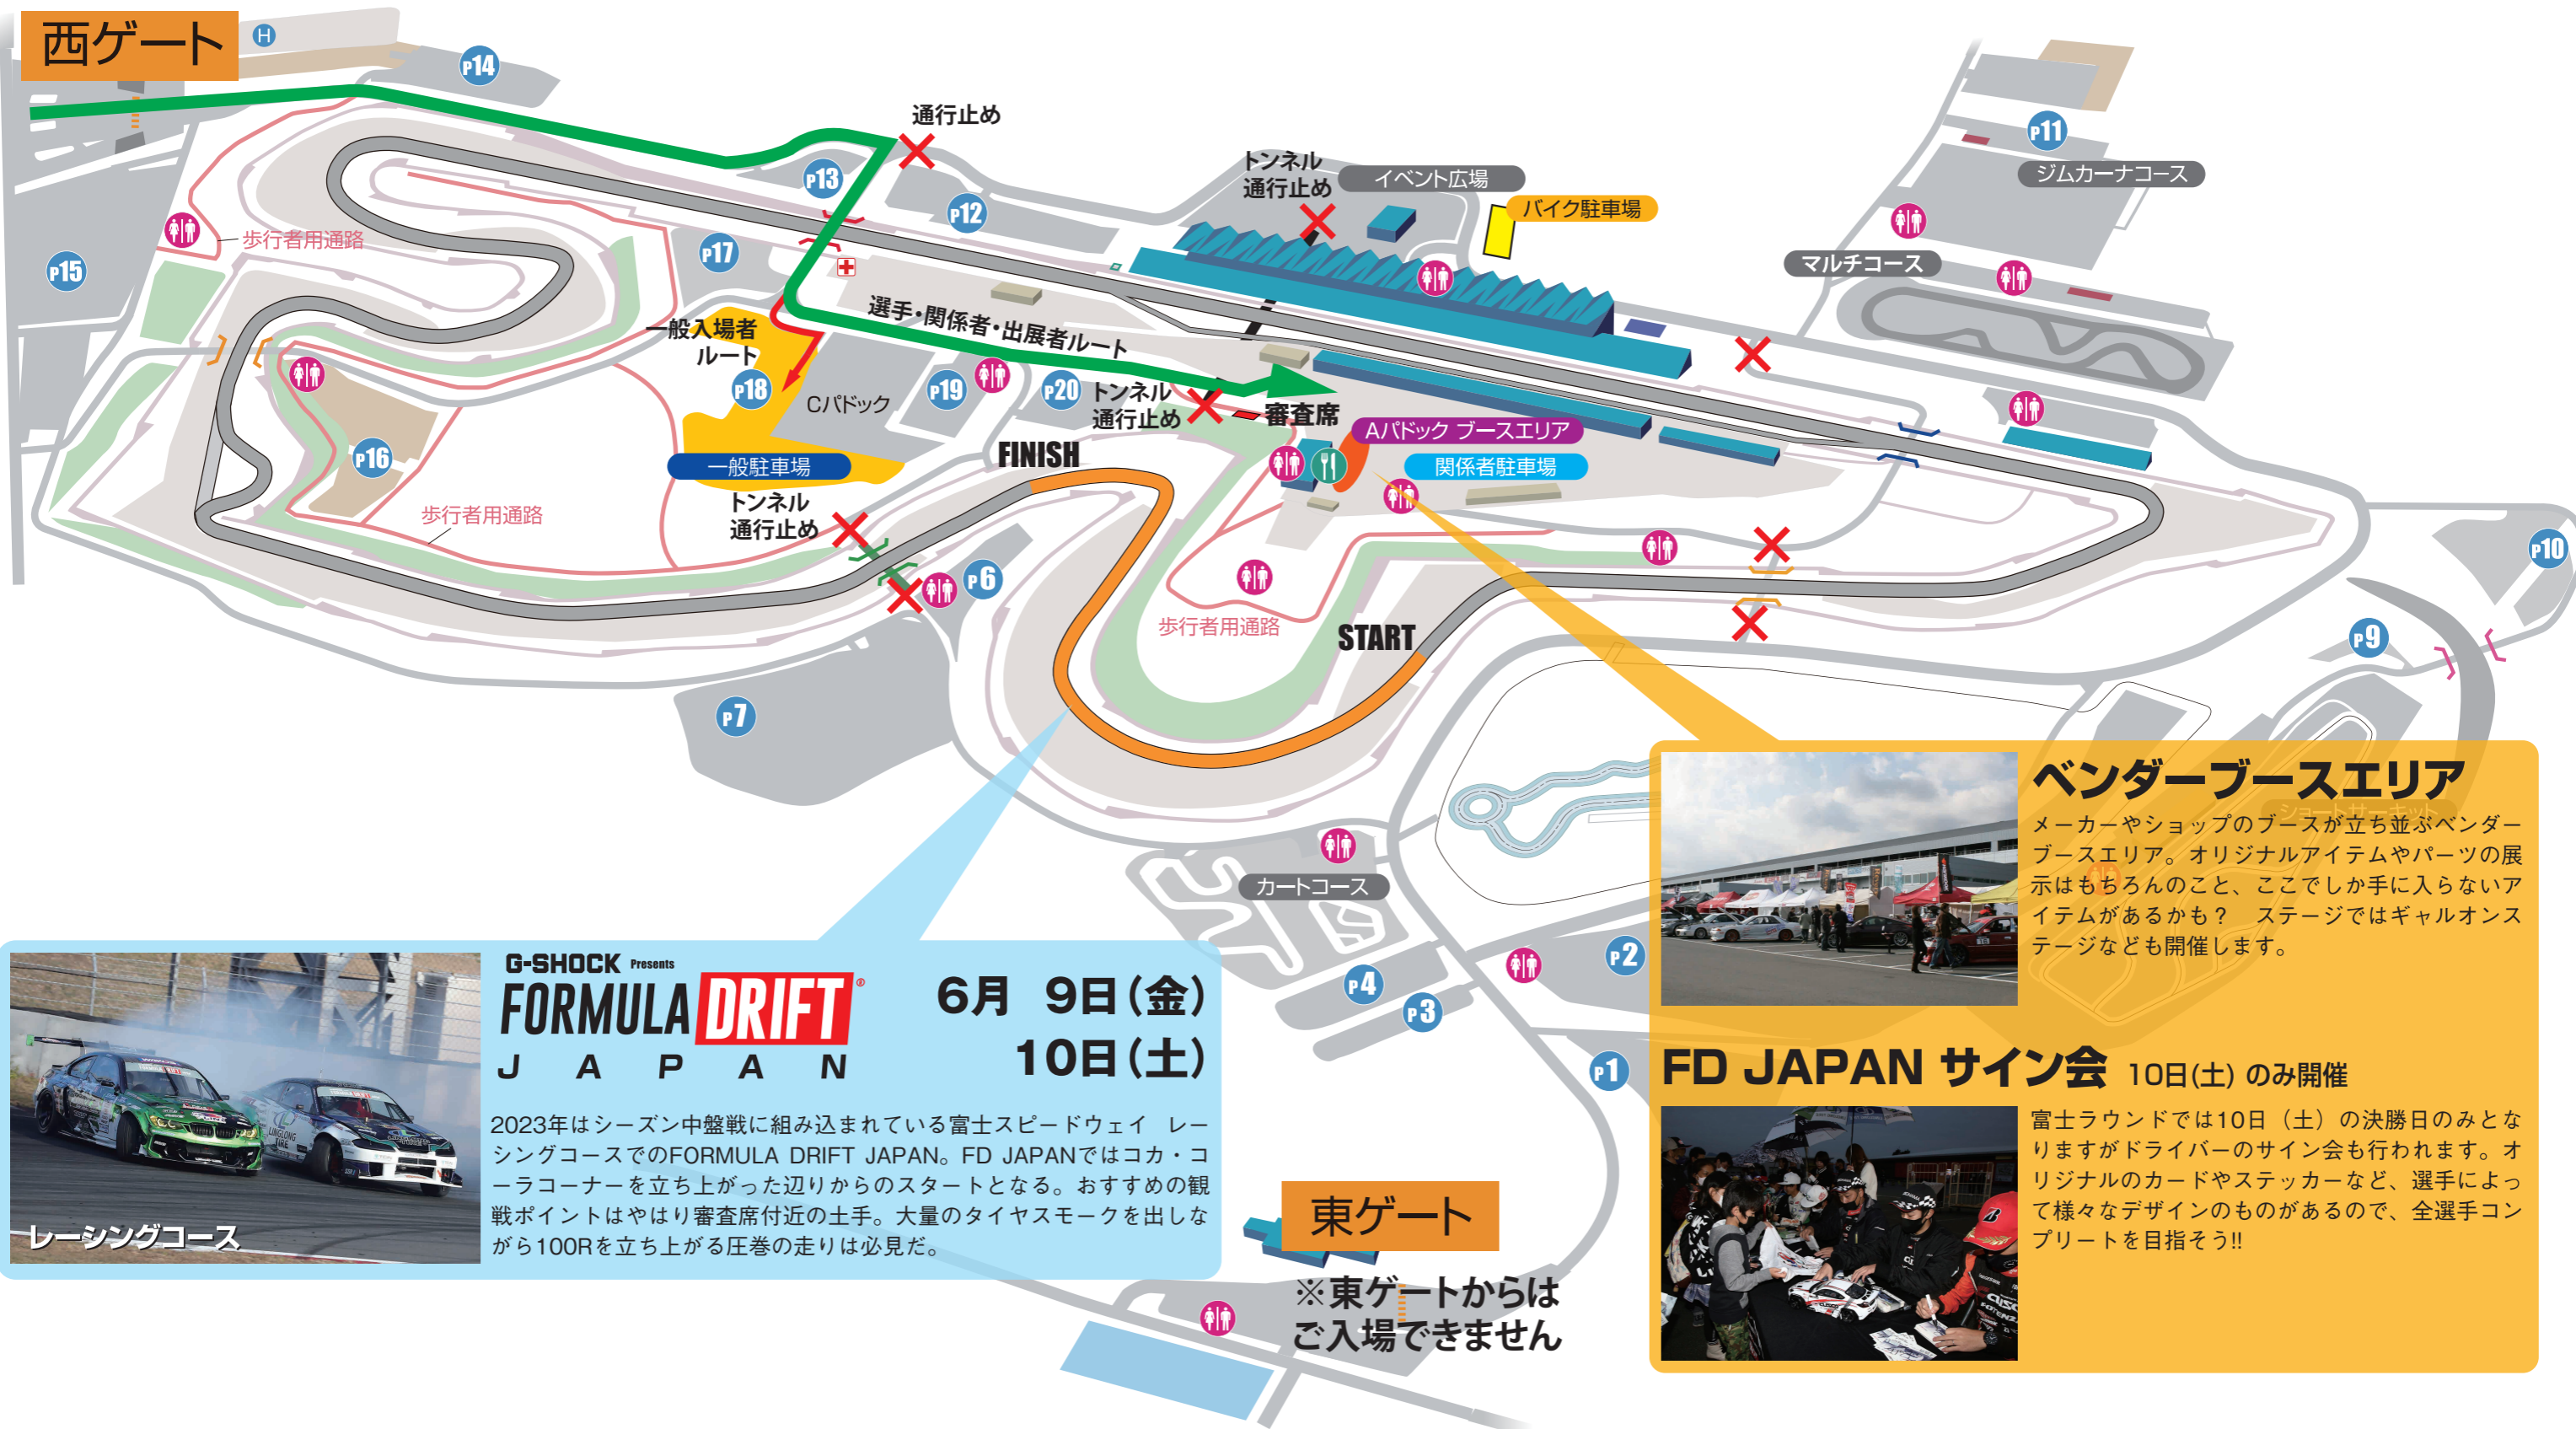 西ゲート
H
P14
通行止め
P13
P12
トンネル
通行止め
イベント広場
バイク駐車場
P11
ジムカーナコース
マルチコース
歩行者用通路
P15
P17
選手・関係者・出展者ルート
一般入場者
ルート
P18
Cパドック
P19
P20
トンネル
通行止め
審査席
Aパドック ブースエリア
関係者駐車場
P16
一般駐車場
FINISH
歩行者用通路
トンネル
通行止め
P6
P10
歩行者用通路
START
P9
P7
カートコース
P4
P3
P2
P1
ベンダーブースエリア
ショートサーキット
メーカーやショップのブースが立ち並ぶベンダー
ブースエリア。オリジナルアイテムやパーツの展
示はもちろんのこと、ここでしか手に入らないア
イテムがあるかも?　ステージではギャルオンス
テージなども開催します。
FD JAPAN サイン会 10日(土) のみ開催
富士ラウンドでは10日（土）の決勝日のみとな
りますがドライバーのサイン会も行われます。オ
リジナルのカードやステッカーなど、選手によっ
て様々なデザインのものがあるので、全選手コン
プリートを目指そう!!
G-SHOCK Presents
FORMULA DRIFT®
JAPAN
6月 9日(金)
10日(土)
2023年はシーズン中盤戦に組み込まれている富士スピードウェイ　レー
シングコースでのFORMULA DRIFT JAPAN。FD JAPANではコカ・コ
ーラコーナーを立ち上がった辺りからのスタートとなる。おすすめの観
戦ポイントはやはり審査席付近の土手。大量のタイヤスモークを出しな
がら100Rを立ち上がる圧巻の走りは必見だ。
LINGLONG
TIRE
レーシングコース
東ゲート
※東ゲートからは
ご入場できません